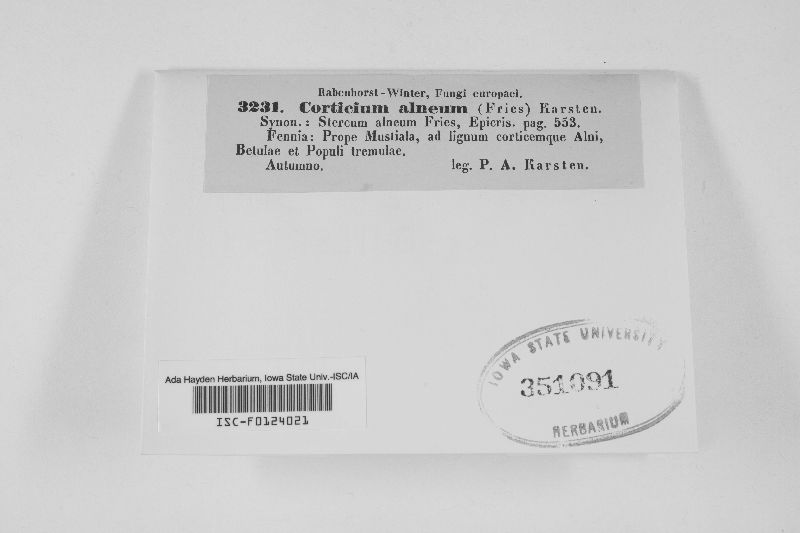 Rabenhorst-Winter, Fungi europaei.
3231. Corticium alneum (Fries) Karsten.
Synon.: Stereum alneum Fries, Epicris. pag. 553.
Fennia: Prope Mustiala, ad lignum corticemque Alni,
Betulae et Populi tremulae.
Autumno. leg. P. A. Karsten.
Ada Hayden Herbarium, Iowa State Univ.-ISC/IA
ISC-F0124021
IOWA STATE UNIVERSITY
351091
HERBARIUM